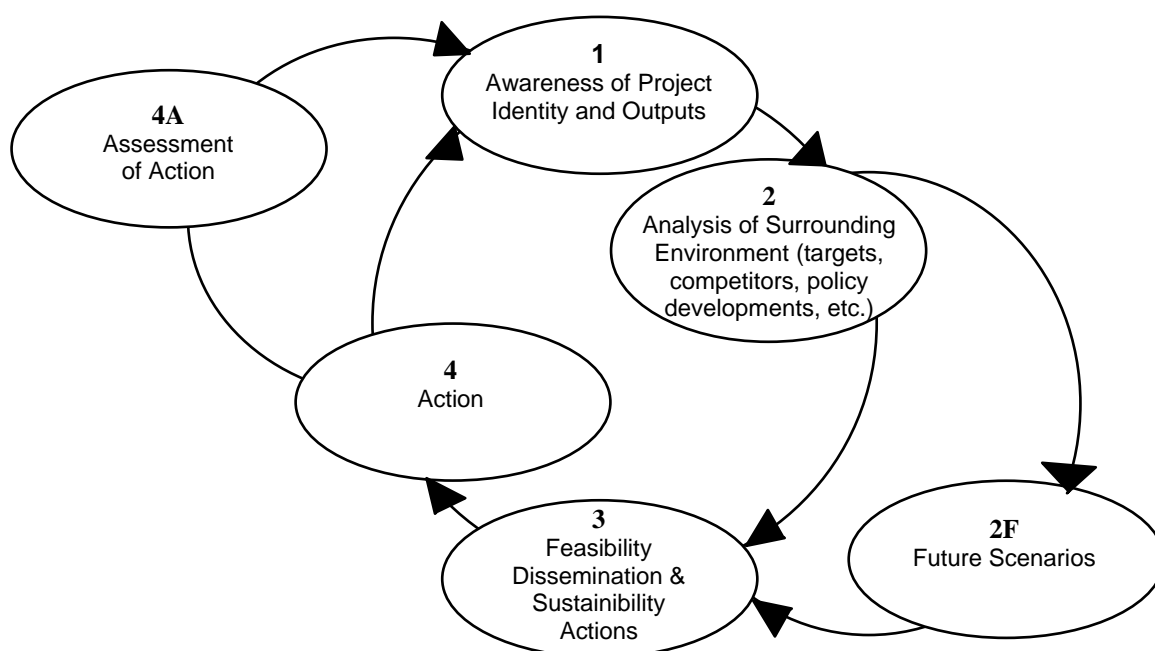 1
Awareness of Project
Identity and Outputs
4A
Assessment
of Action
2
Analysis of Surrounding
Environment (targets,
competitors, policy
developments, etc.)
4
Action
3
Feasibility
Dissemination &
Sustainibility
Actions
2F
Future Scenarios